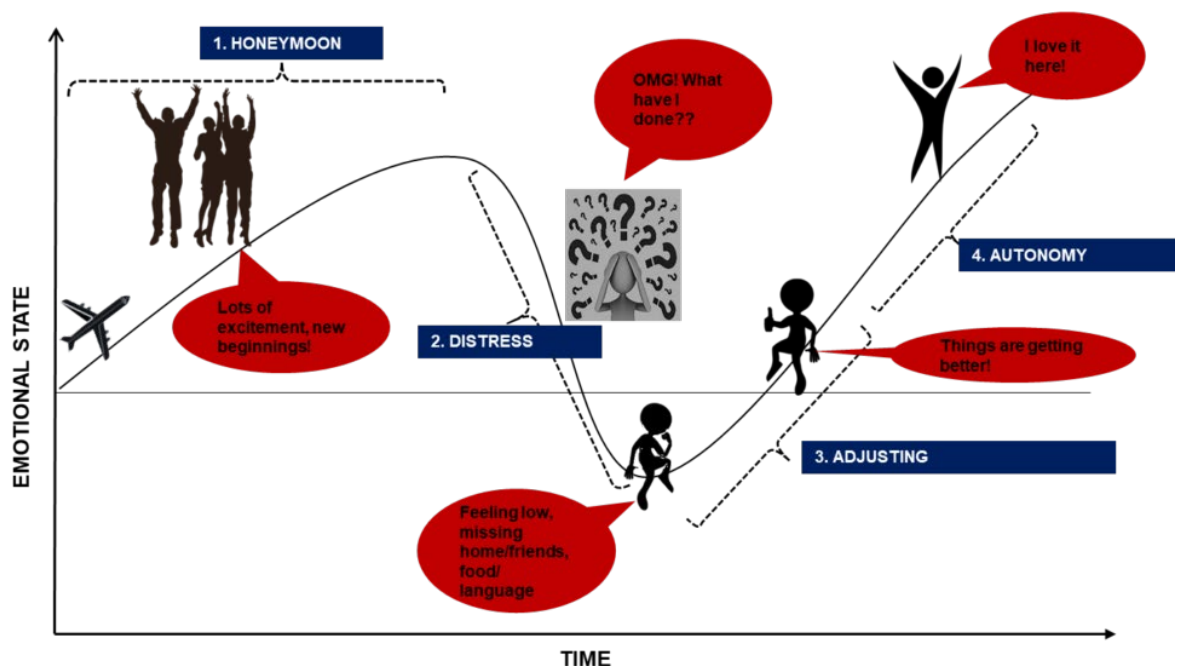 1. HONEYMOON
I love it
here!
OMG! What
have I
done??
4. AUTONOMY
Lots of
excitement, new
beginnings!
2. DISTRESS
Things are getting
better!
3. ADJUSTING
Feeling low,
missing
home/friends,
food/
language
EMOTIONAL STATE
TIME